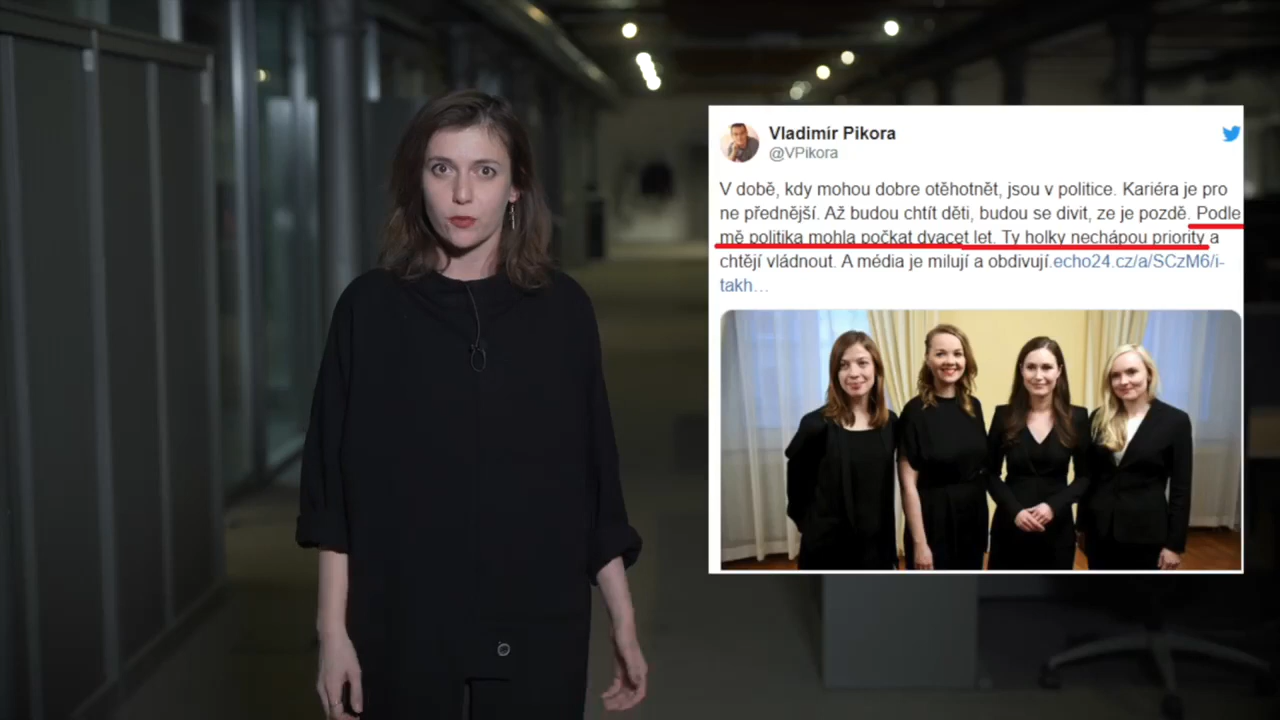 Vladimír Pikora
@VPikora
V době, kdy mohou dobre otěhotnět, jsou v politice. Kariéra je pro
ne přednější. Až budou chtít děti, budou se divit, ze je pozdě. Podle
mě politika mohla počkat dvacet let. Ty holky nechápou priority a
chtějí vládnout. A média je milují a obdivují.echo24.cz/a/SCzM6/i-
takh…